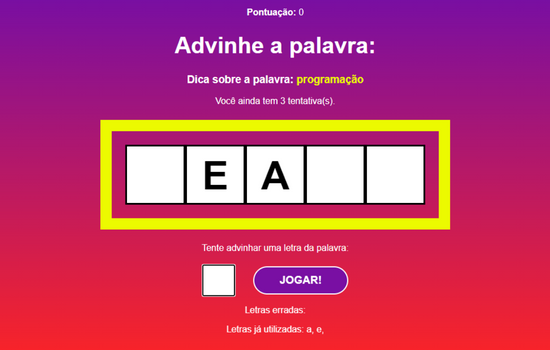 Pontuação: 0
Advinhe a palavra:
Dica sobre a palavra: programação
Você ainda tem 3 tentativa(s).
E A
Tente advinhar uma letra da palavra:
JOGAR!
Letras erradas:
Letras já utilizadas: a, e,